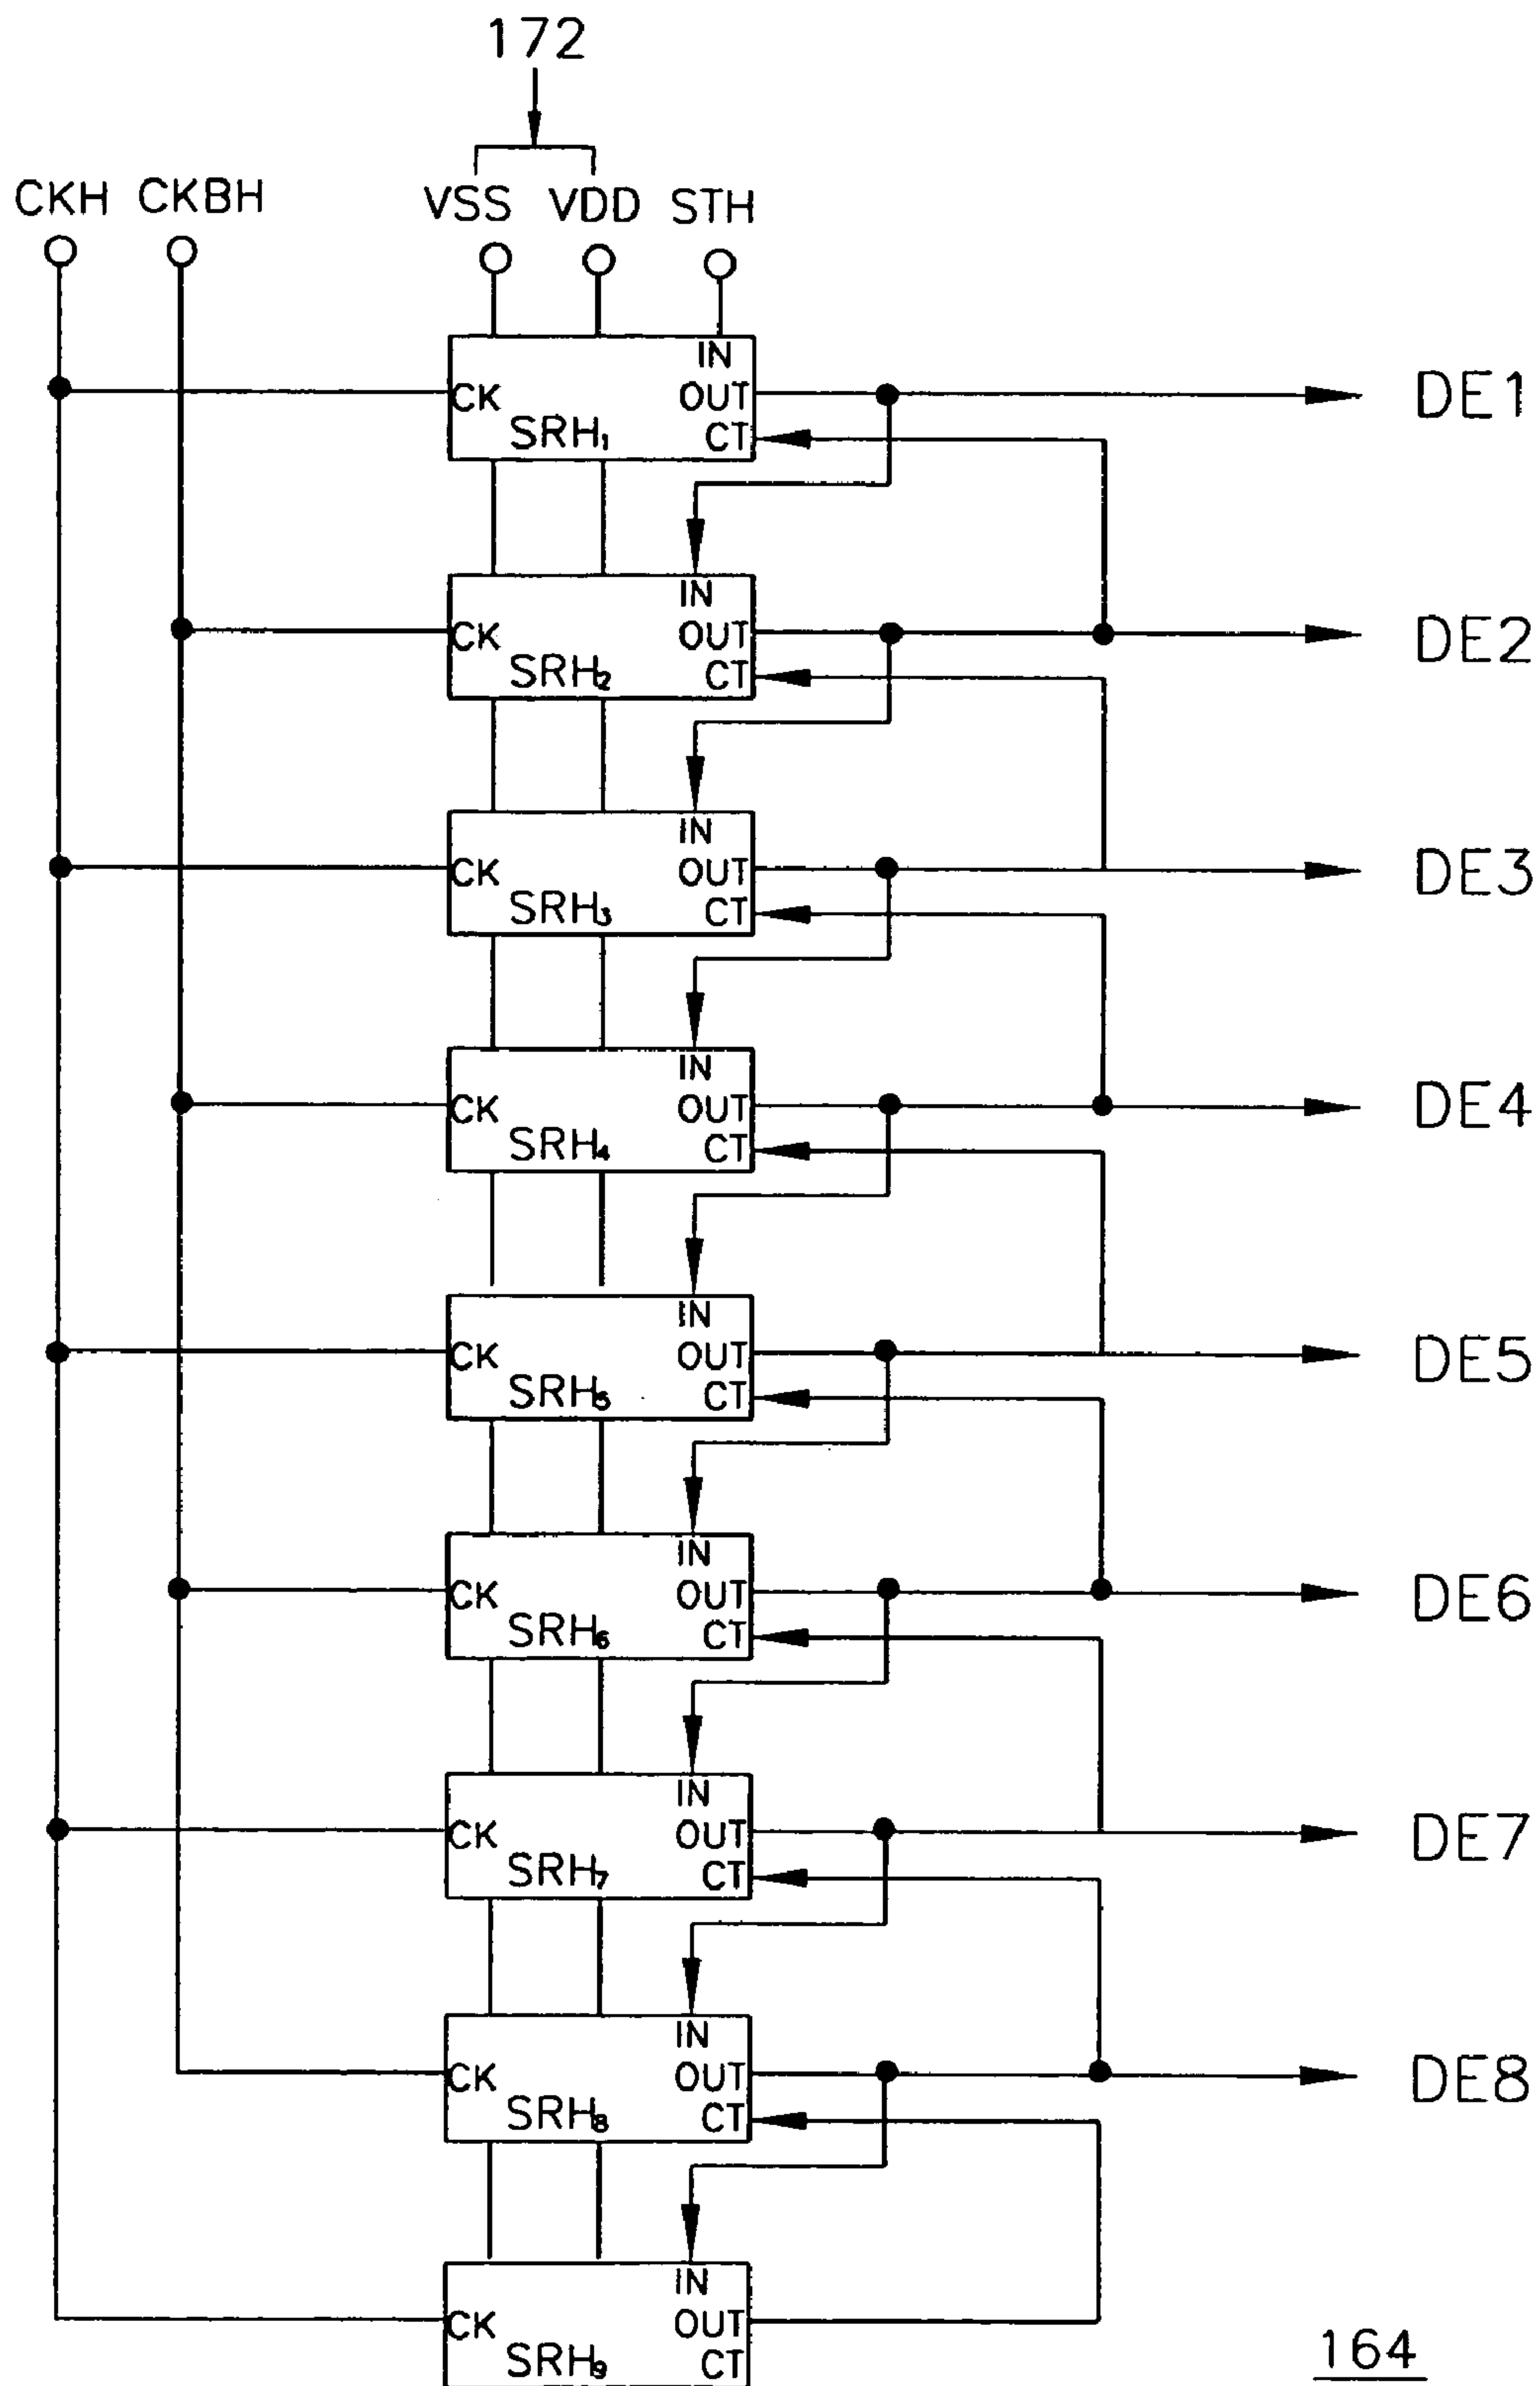 172
CKH CKBH VSS VDD STH
IN
CK OUT DE1
SRH₁ CT
IN
CK OUT DE2
SRH₂ CT
IN
CK OUT DE3
SRH₃ CT
IN
CK OUT DE4
SRH₄ CT
IN
CK OUT DE5
SRH₅ CT
IN
CK OUT DE6
SRH₆ CT
IN
CK OUT DE7
SRH₇ CT
IN
CK OUT DE8
SRH₈ CT
IN
CK OUT
SRH₉ CT
164